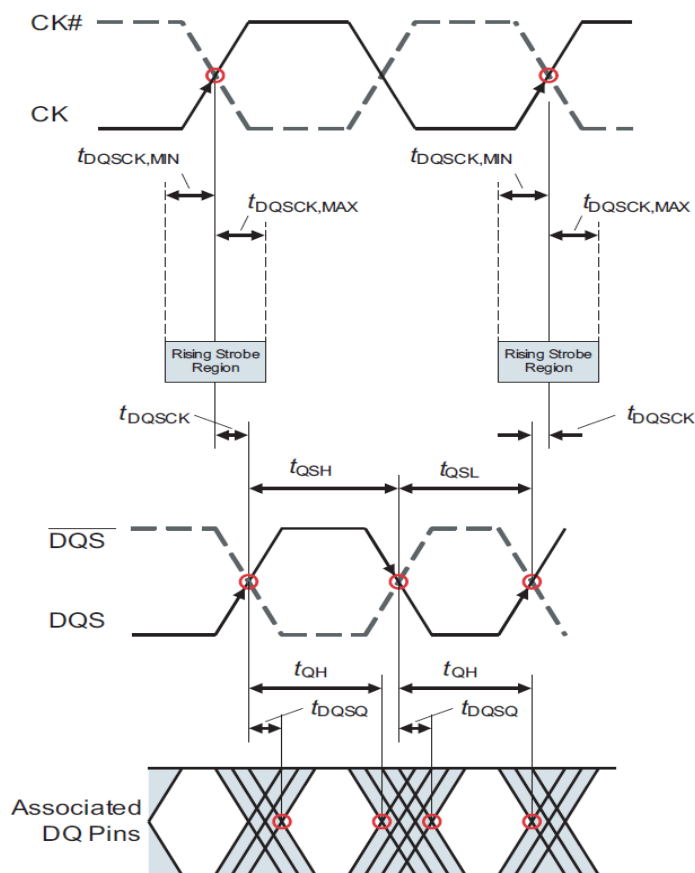 CK#
CK
tDQSCK,MIN
tDQSCK,MIN
tDQSCK,MAX
tDQSCK,MAX
Rising Strobe
Region
Rising Strobe
Region
tDQSCK
tDQSCK
tQSH
tQSL
DQS
DQS
tQH
tQH
tDQSQ
tDQSQ
Associated
DQ Pins